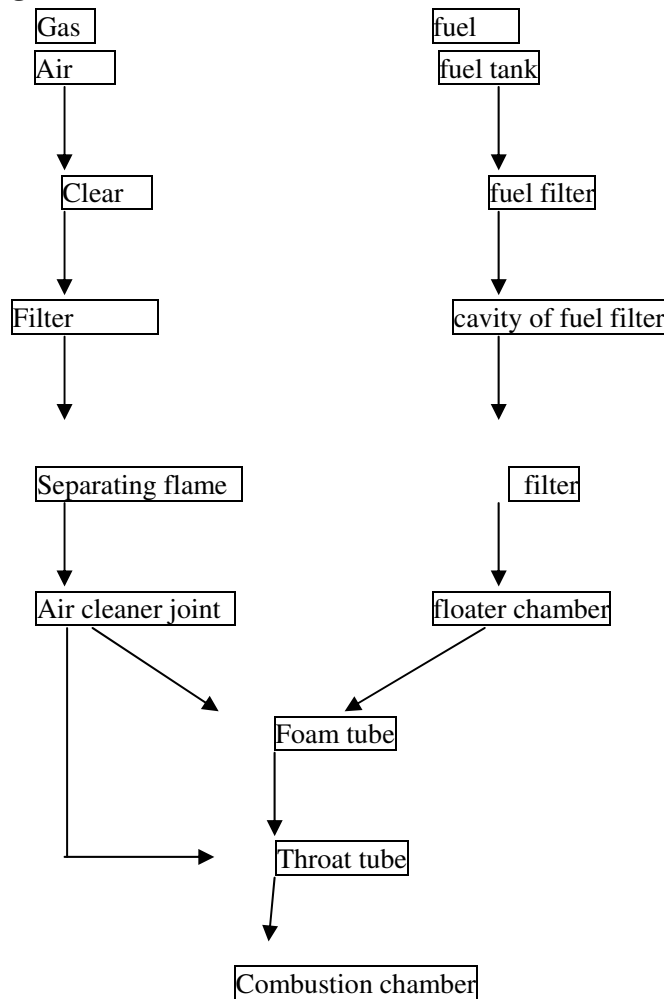 Gas
fuel
Air
fuel tank
Clear
fuel filter
Filter
cavity of fuel filter
Separating flame
filter
Air cleaner joint
floater chamber
Foam tube
Throat tube
Combustion chamber